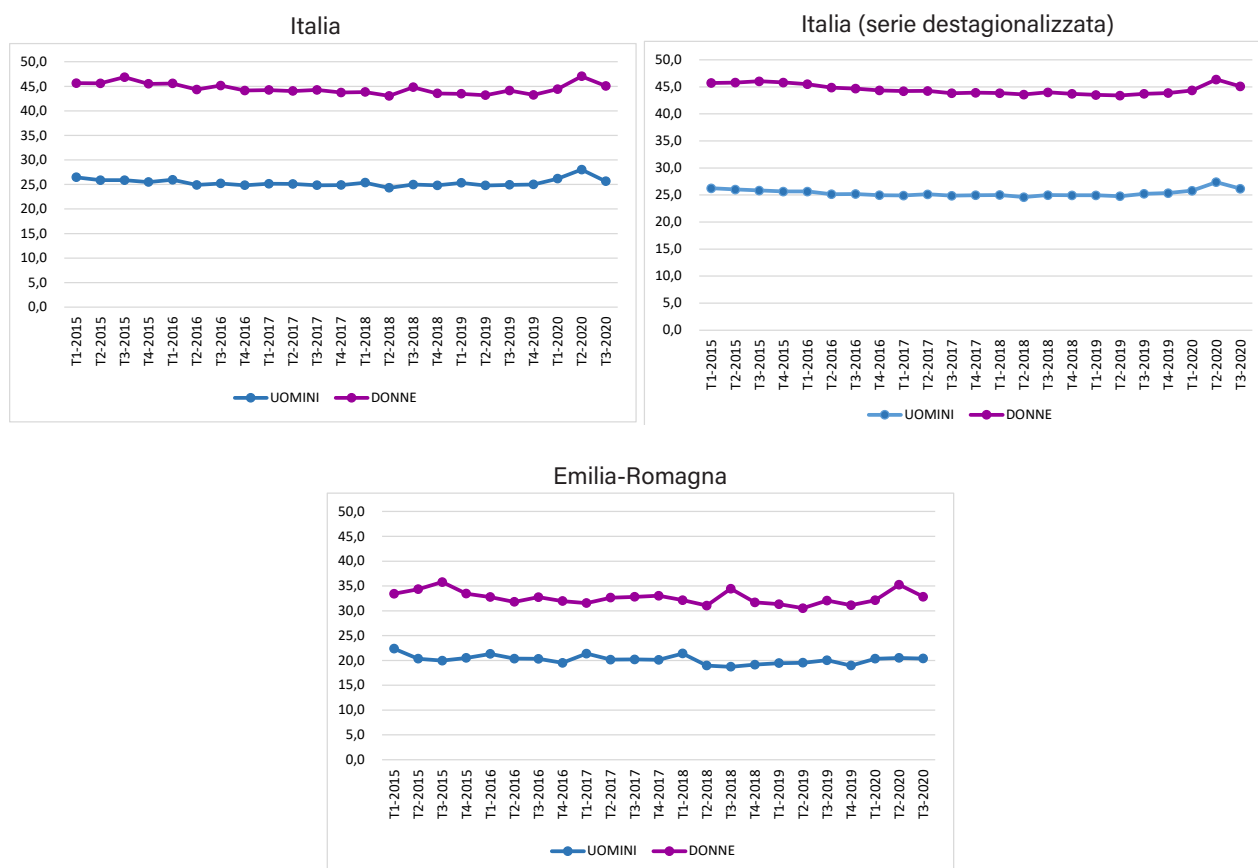 Italia
50,0
45,0
40,0
35,0
30,0
25,0
20,0
15,0
10,0
5,0
0,0
T1-2015
T2-2015
T3-2015
T4-2015
T1-2016
T2-2016
T3-2016
T4-2016
T1-2017
T2-2017
T3-2017
T4-2017
T1-2018
T2-2018
T3-2018
T4-2018
T1-2019
T2-2019
T3-2019
T4-2019
T1-2020
T2-2020
T3-2020
UOMINI DONNE
Italia (serie destagionalizzata)
50,0
45,0
40,0
35,0
30,0
25,0
20,0
15,0
10,0
5,0
0,0
T1-2015
T2-2015
T3-2015
T4-2015
T1-2016
T2-2016
T3-2016
T4-2016
T1-2017
T2-2017
T3-2017
T4-2017
T1-2018
T2-2018
T3-2018
T4-2018
T1-2019
T2-2019
T3-2019
T4-2019
T1-2020
T2-2020
T3-2020
UOMINI DONNE
Emilia-Romagna
50,0
45,0
40,0
35,0
30,0
25,0
20,0
15,0
10,0
5,0
0,0
T1-2015
T2-2015
T3-2015
T4-2015
T1-2016
T2-2016
T3-2016
T4-2016
T1-2017
T2-2017
T3-2017
T4-2017
T1-2018
T2-2018
T3-2018
T4-2018
T1-2019
T2-2019
T3-2019
T4-2019
T1-2020
T2-2020
T3-2020
UOMINI DONNE